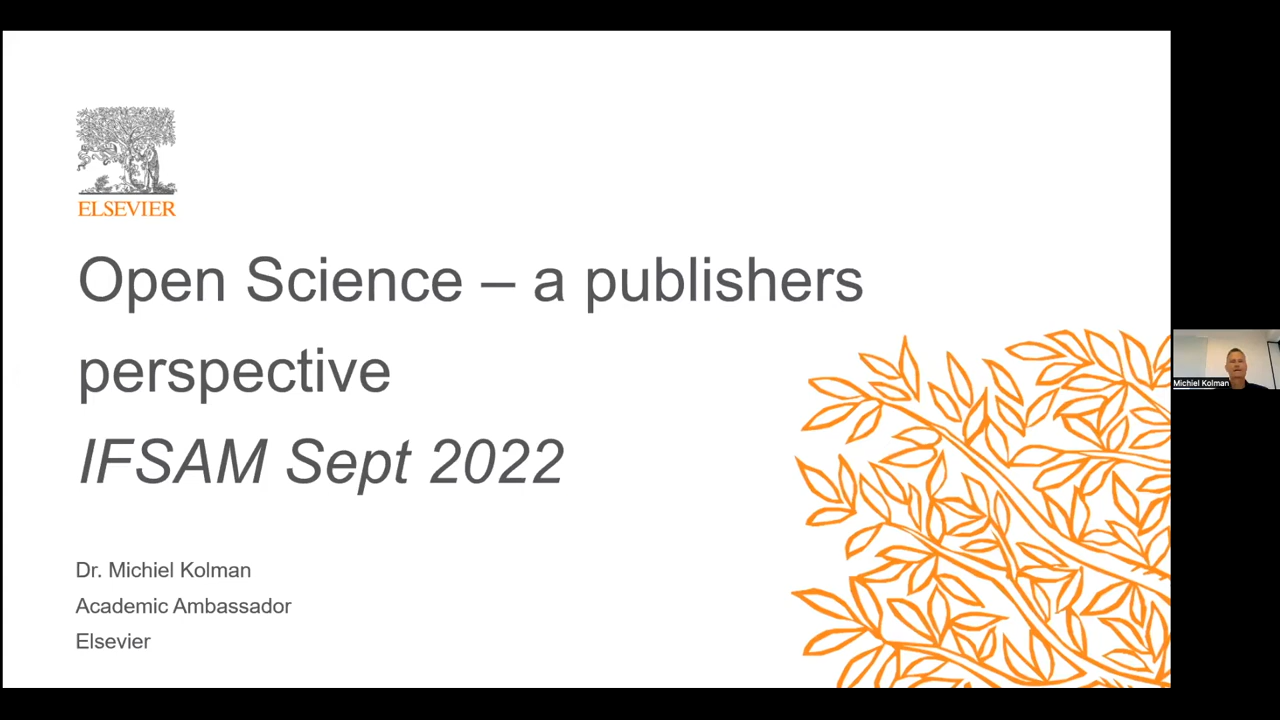 ELSEVIER
Open Science – a publishers
perspective
IFSAM Sept 2022
Dr. Michiel Kolman
Academic Ambassador
Elsevier
Michiel Kolman